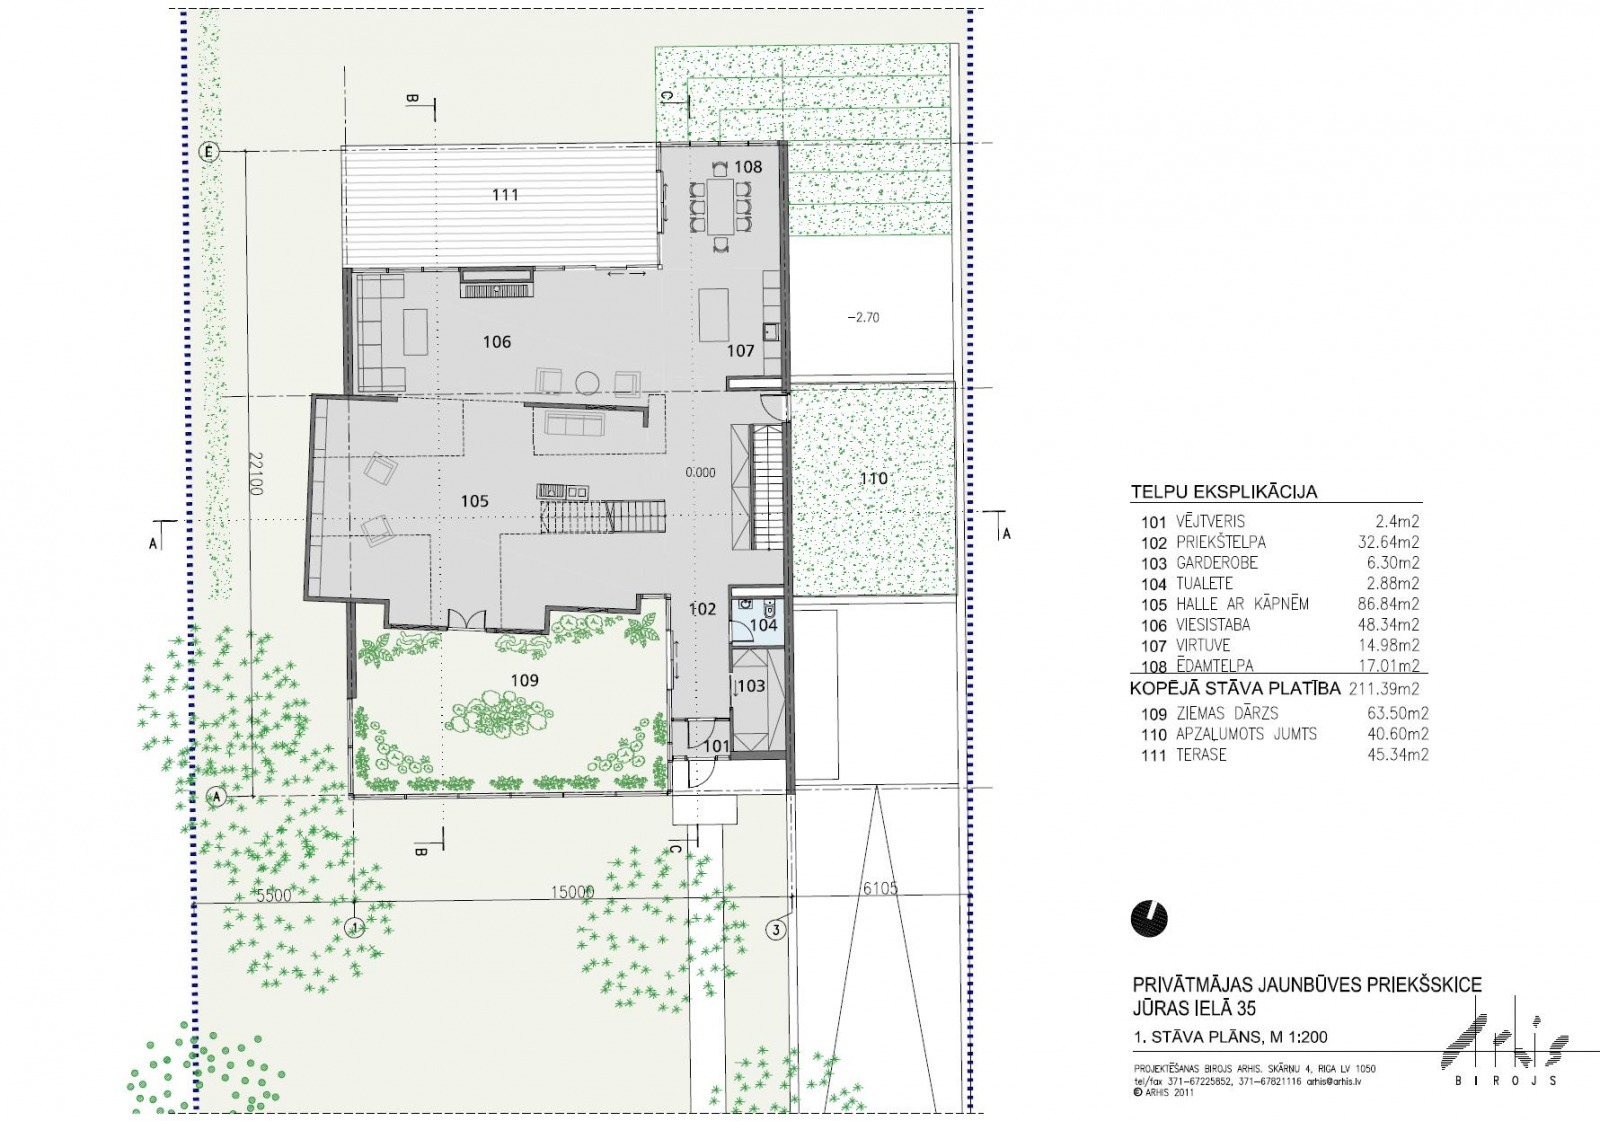 B
C
E
111
108
106
107
-2.70
22100
105
0.000
110
A
A
102
104
109
103
101
A
B
C
5500
15000
6105
1
3
TELPU EKSPLIKĀCIJA
101 VĒJTVERIS 2.4m2
102 PRIEKŠTELPA 32.64m2
103 GARDEROBE 6.30m2
104 TUALETE 2.88m2
105 HALLE AR KĀPNĒM 86.84m2
106 VIESISTABA 48.34m2
107 VIRTUVE 14.98m2
108 ĒDAMTELPA 17.01m2
KOPĒJĀ STĀVA PLATĪBA 211.39m2
109 ZIEMAS DĀRZS 63.50m2
110 APZAĻUMOTS JUMTS 40.60m2
111 TERASE 45.34m2
PRIVĀTMĀJAS JAUNBŪVES PRIEKŠSKICE
JŪRAS IELĀ 35
1. STĀVA PLĀNS, M 1:200
PROJEKTĒŠANAS BIROJS ARHIS. SKĀRŅU 4, RIGA LV 1050
tel/fax 371-67225852, 371-67821116 arhis@arhis.lv
© ARHIS 2011
Arhis
BIROJS